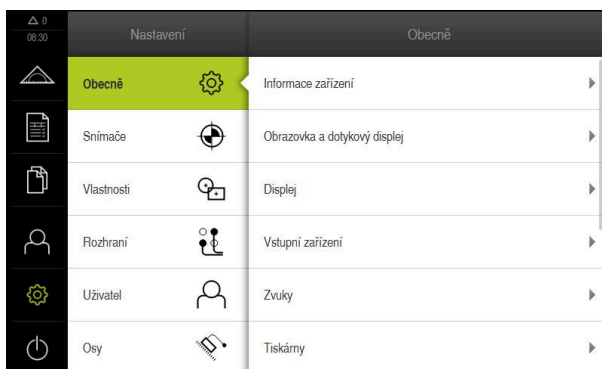 0
08:30
Nastavení
Obecně
Obecně
Snímače
Vlastnosti
Rozhraní
Uživatel
Osy
Informace zařízení
Obrazovka a dotykový displej
Displej
Vstupní zařízení
Zvuky
Tiskárny